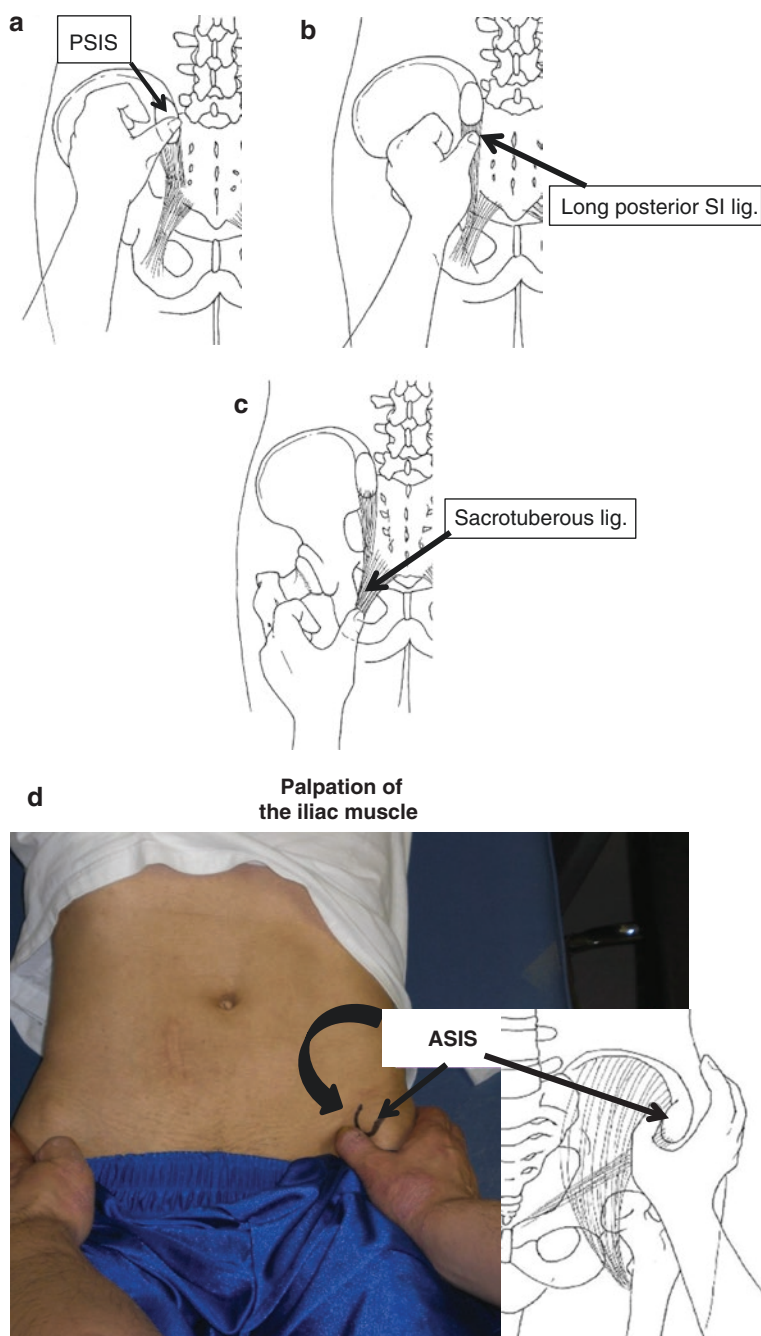 a
PSIS
b
Long posterior SI lig.
c
Sacrotuberous lig.
d
Palpation of
the iliac muscle
ASIS